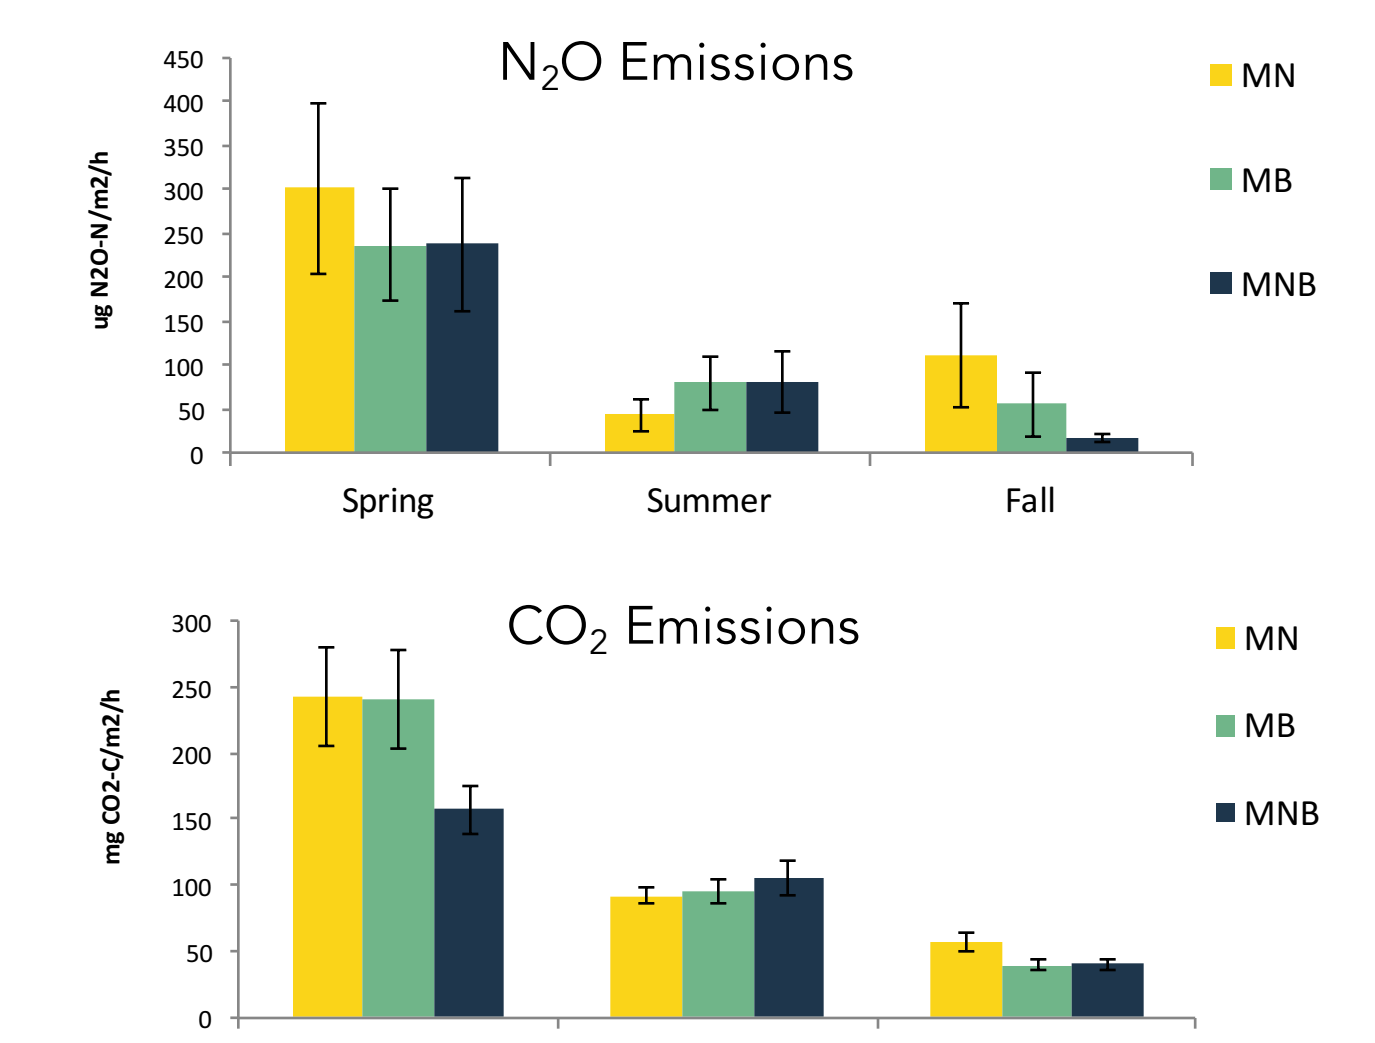 N₂O Emissions
450
400
350
300
250
200
150
100
50
0
ug N2O-N/m2/h
Spring
Summer
Fall
MN
MB
MNB
CO₂ Emissions
300
250
200
150
100
50
0
mg CO2-C/m2/h
MN
MB
MNB